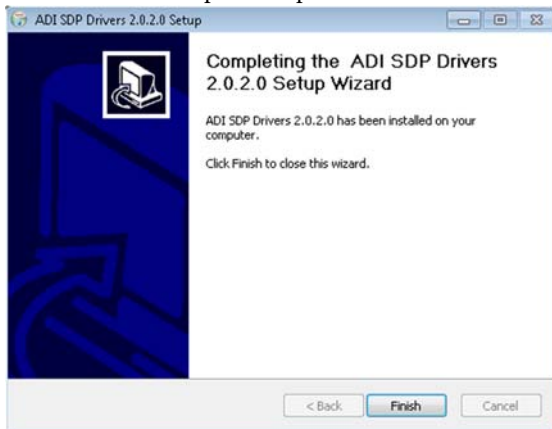 ADI SDP Drivers 2.0.2.0 Setup
Completing the ADI SDP Drivers
2.0.2.0 Setup Wizard
ADI SDP Drivers 2.0.2.0 has been installed on your
computer.
Click Finish to close this wizard.
< Back
Finish
Cancel